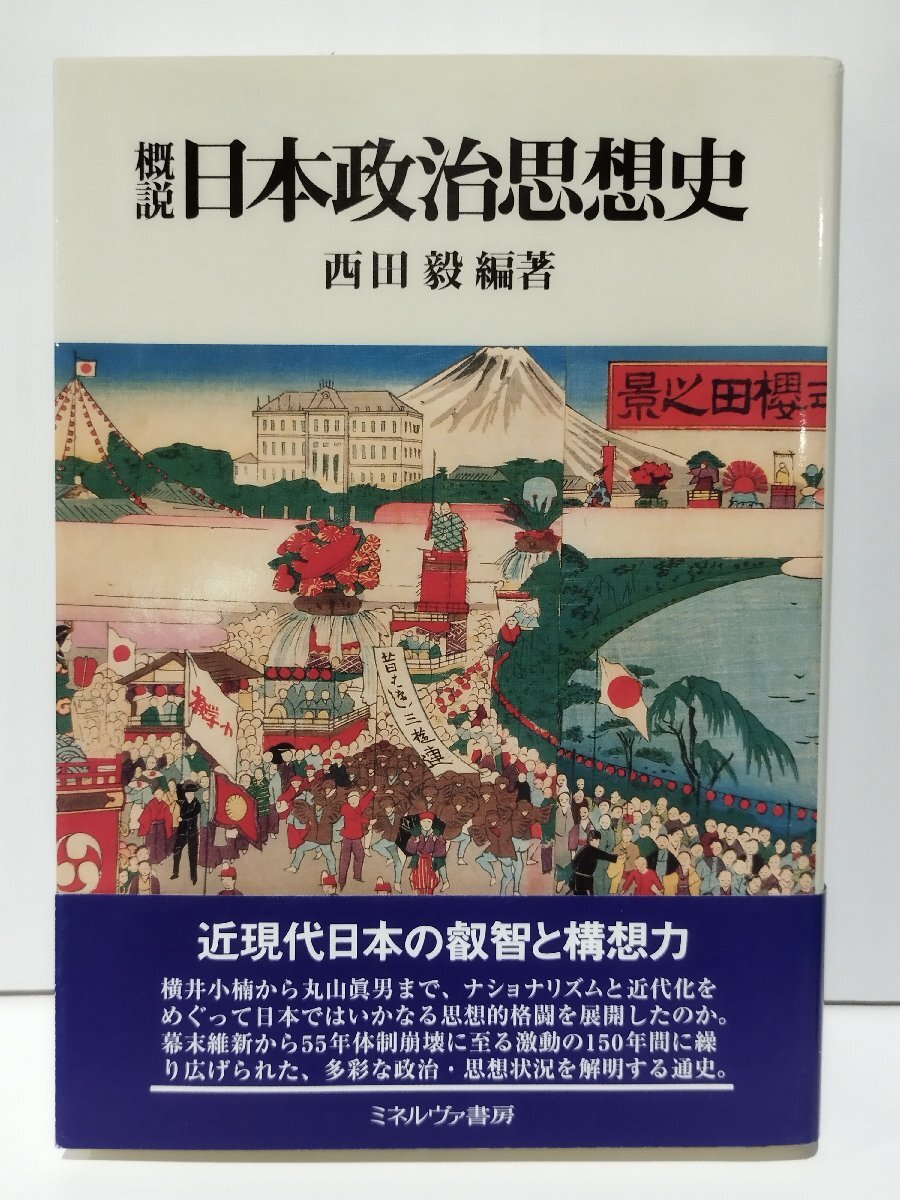 概説 日本政治思想史
西田 毅 編著
景之田櫻
昔はなし三橋連
近現代日本の叡智と構想力
横井小楠から丸山眞男まで、ナショナリズムと近代化を
めぐって日本ではいかなる思想的格闘を展開したのか。
幕末維新から55年体制崩壊に至る激動の150年間に繰
り広げられた、多彩な政治・思想状況を解明する通史。
ミネルヴァ書房